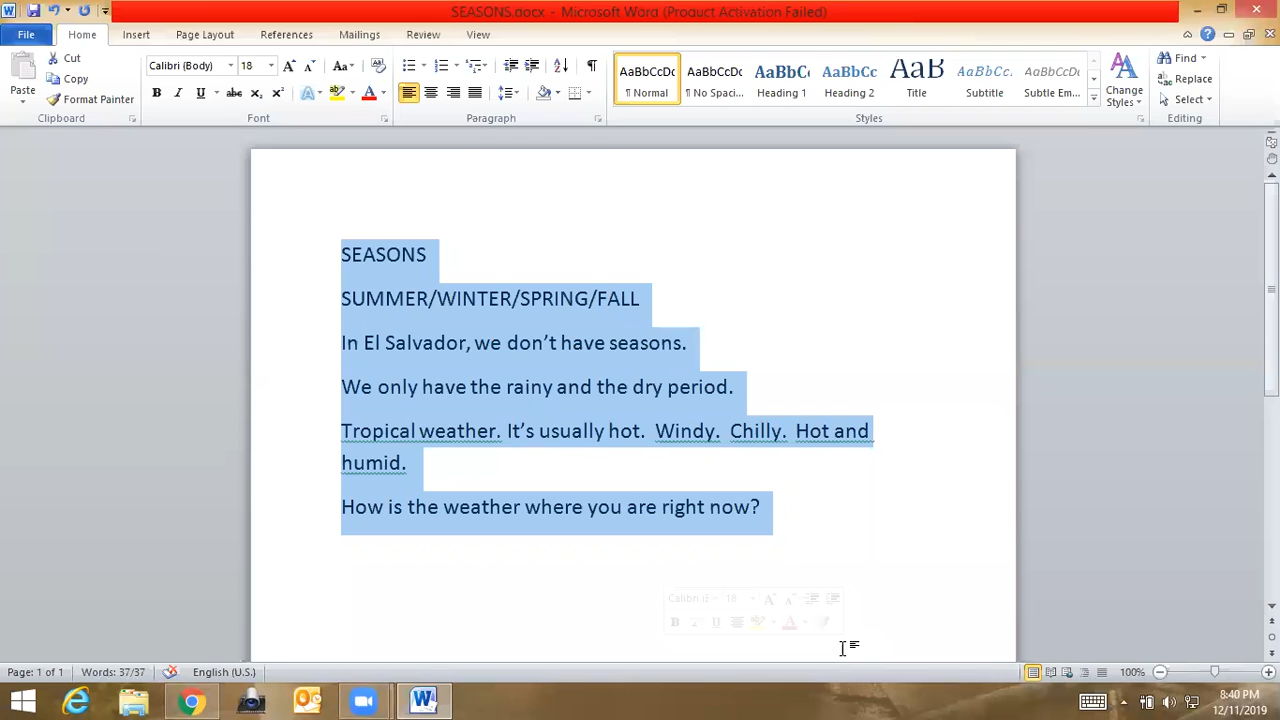 SEASONS.docx - Microsoft Word (Product Activation Failed)
File Home Insert Page Layout References Mailings Review View
Paste
Cut
Copy
Format Painter
Clipboard
Calibri (Body) 18
Font
Paragraph
AaBbCcDc AaBbCcDc AaBbC AaBbCc AaB AaBbCcL AaBbCcDc
¶ Normal ¶ No Spaci... Heading 1 Heading 2 Title Subtitle Subtle Em...
Styles
Change
Styles
Find
Replace
Select
Editing
SEASONS
SUMMER/WINTER/SPRING/FALL
In El Salvador, we don’t have seasons.
We only have the rainy and the dry period.
Tropical weather. It’s usually hot. Windy. Chilly. Hot and
humid.
How is the weather where you are right now?
Page: 1 of 1 Words: 37/37 English (U.S.) 100%
8:40 PM
12/11/2019